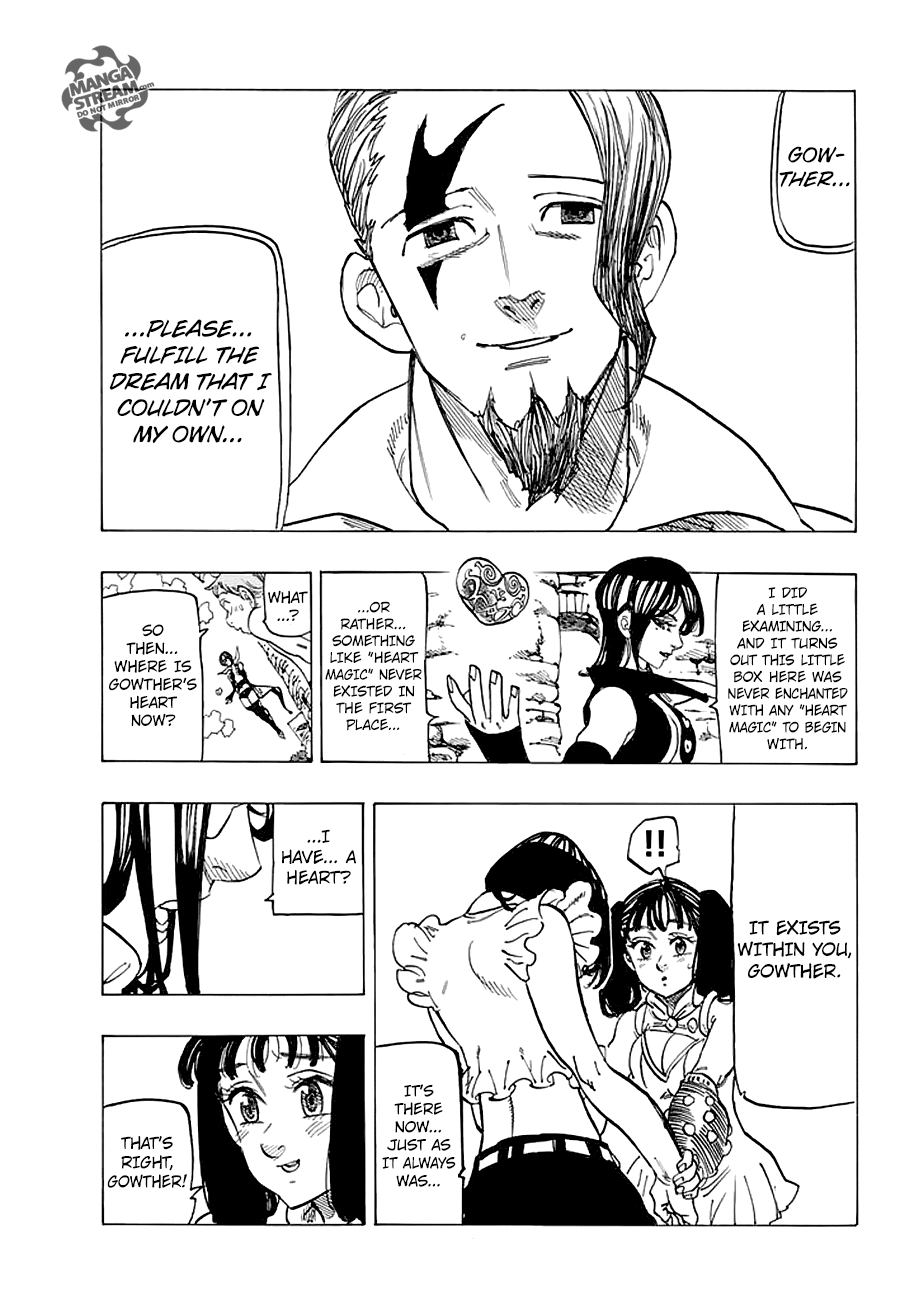 MANGA
STREAM.com
DO NOT MIRROR
GOW-
THER...
...PLEASE...
FULFILL THE
DREAM THAT I
COULDN'T ON
MY OWN...
I DID
A LITTLE
EXAMINING...
AND IT TURNS
OUT THIS LITTLE
BOX HERE WAS
NEVER ENCHANTED
WITH ANY "HEART
MAGIC" TO BEGIN
WITH.
...OR
RATHER...
SOMETHING
LIKE "HEART
MAGIC" NEVER
EXISTED IN
THE FIRST
PLACE...
WHAT
...?
SO
THEN...
WHERE IS
GOWTHER'S
HEART
NOW?
!!
IT EXISTS
WITHIN YOU,
GOWTHER.
IT'S
THERE
NOW...
JUST AS
IT ALWAYS
WAS...
...I
HAVE... A
HEART?
THAT'S
RIGHT,
GOWTHER!